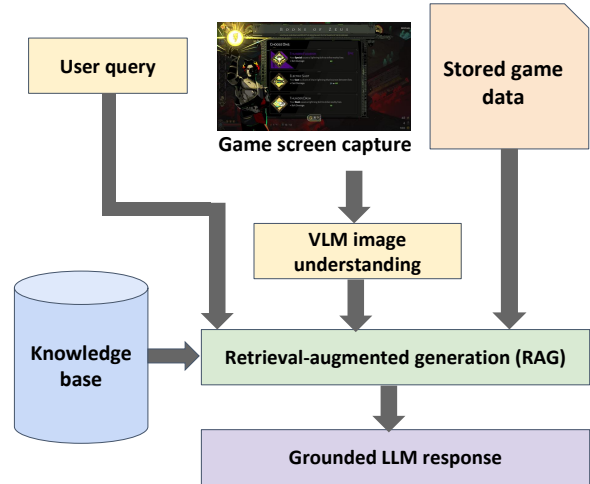 User query
Game screen capture
Stored game
data
VLM image
understanding
Knowledge
base
Retrieval-augmented generation (RAG)
Grounded LLM response